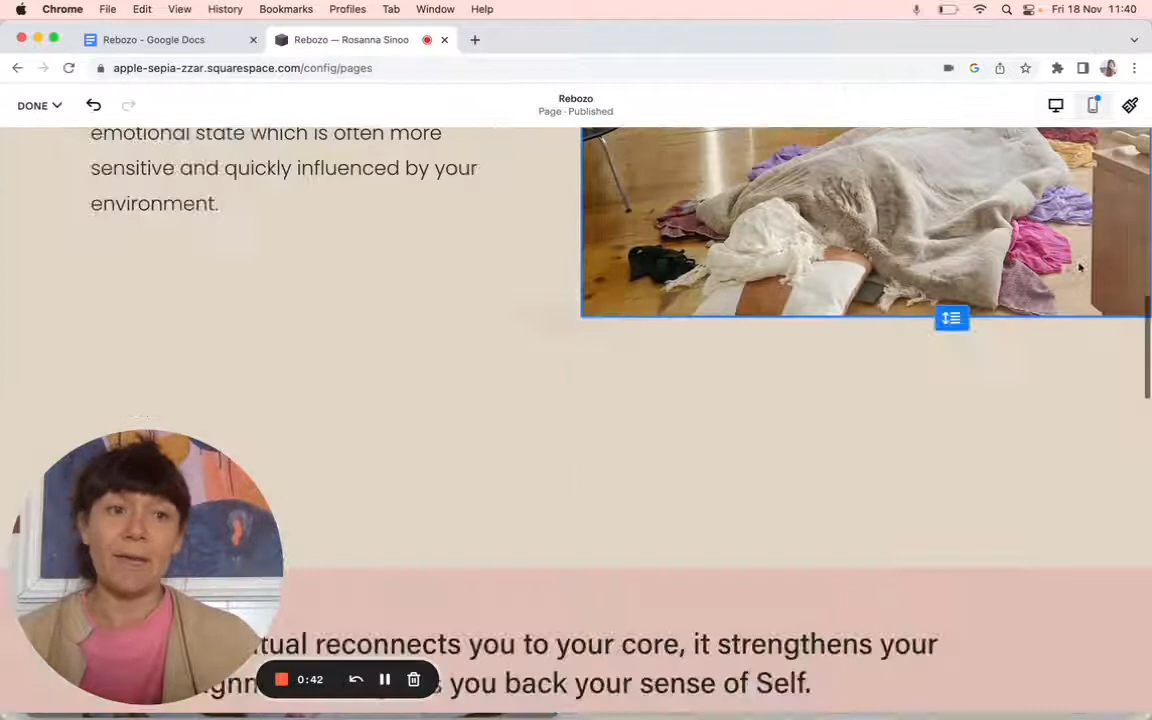 Chrome File Edit View History Bookmarks Profiles Tab Window Help Fri 18 Nov 11:40
Rebozo - Google Docs
Rebozo — Rosanna Sinoo
apple-sepia-zzar.squarespace.com/config/pages
DONE
Rebozo
Page · Published
emotional state which is often more
sensitive and quickly influenced by your
environment.
reconnects you to your core, it strengthens your
you back your sense of Self.
0:42